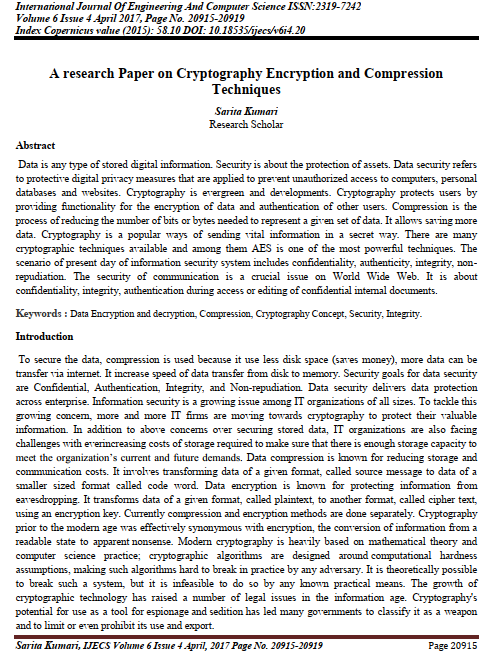 International Journal Of Engineering And Computer Science ISSN:2319-7242
Volume 6 Issue 4 April 2017, Page No. 20915-20919
Index Copernicus value (2015): 58.10 DOI: 10.18535/ijecs/v6i4.20
A research Paper on Cryptography Encryption and Compression
Techniques
Sarita Kumari
Research Scholar
Abstract
Data is any type of stored digital information. Security is about the protection of assets. Data security refers
to protective digital privacy measures that are applied to prevent unauthorized access to computers, personal
databases and websites. Cryptography is evergreen and developments. Cryptography protects users by
providing functionality for the encryption of data and authentication of other users. Compression is the
process of reducing the number of bits or bytes needed to represent a given set of data. It allows saving more
data. Cryptography is a popular ways of sending vital information in a secret way. There are many
cryptographic techniques available and among them AES is one of the most powerful techniques. The
scenario of present day of information security system includes confidentiality, authenticity, integrity, non-
repudiation. The security of communication is a crucial issue on World Wide Web. It is about
confidentiality, integrity, authentication during access or editing of confidential internal documents.
Keywords : Data Encryption and decryption, Compression, Cryptography Concept, Security, Integrity.
Introduction
To secure the data, compression is used because it use less disk space (saves money), more data can be
transfer via internet. It increase speed of data transfer from disk to memory. Security goals for data security
are Confidential, Authentication, Integrity, and Non-repudiation. Data security delivers data protection
across enterprise. Information security is a growing issue among IT organizations of all sizes. To tackle this
growing concern, more and more IT firms are moving towards cryptography to protect their valuable
information. In addition to above concerns over securing stored data, IT organizations are also facing
challenges with everincreasing costs of storage required to make sure that there is enough storage capacity to
meet the organization's current and future demands. Data compression is known for reducing storage and
communication costs. It involves transforming data of a given format, called source message to data of a
smaller sized format called code word. Data encryption is known for protecting information from
eavesdropping. It transforms data of a given format, called plaintext, to another format, called cipher text,
using an encryption key. Currently compression and encryption methods are done separately. Cryptography
prior to the modern age was effectively synonymous with encryption, the conversion of information from a
readable state to apparent nonsense. Modern cryptography is heavily based on mathematical theory and
computer science practice; cryptographic algorithms are designed around computational hardness
assumptions, making such algorithms hard to break in practice by any adversary. It is theoretically possible
to break such a system, but it is infeasible to do so by any known practical means. The growth of
cryptographic technology has raised a number of legal issues in the information age. Cryptography's
potential for use as a tool for espionage and sedition has led many governments to classify it as a weapon
and to limit or even prohibit its use and export.
Sarita Kumari, IJECS Volume 6 Issue 4 April, 2017 Page No. 20915-20919 Page 20915